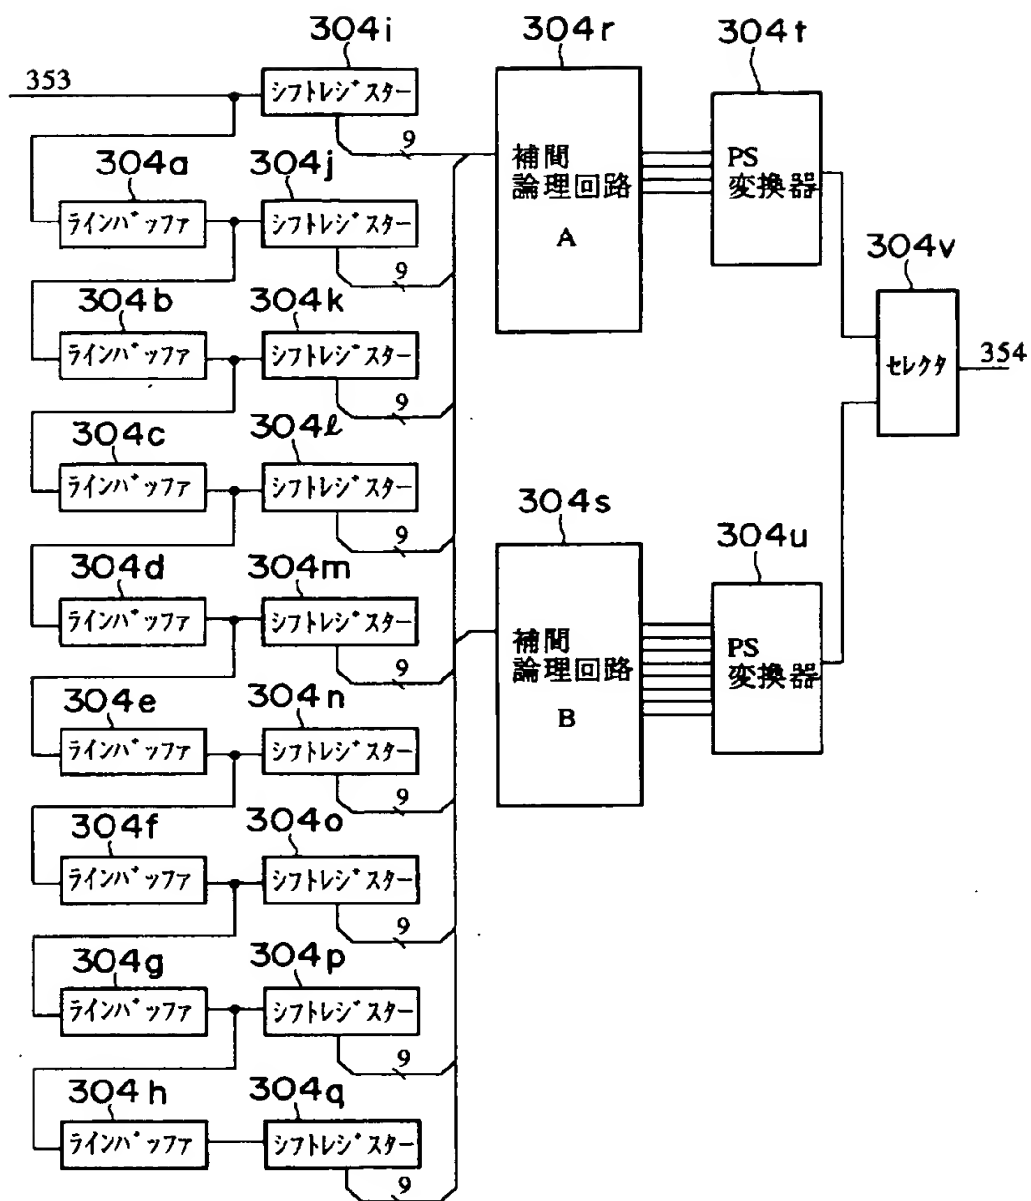 304i
304r
304t
353
シフトレジスター
9
補間
論理回路
A
PS
変換器
304a
304j
ラインバッファ
シフトレジスター
9
304v
セレクタ
354
304b
304k
ラインバッファ
シフトレジスター
9
304c
304l
ラインバッファ
シフトレジスター
9
304s
304u
補間
論理回路
B
PS
変換器
304d
304m
ラインバッファ
シフトレジスター
9
304e
304n
ラインバッファ
シフトレジスター
9
304f
304o
ラインバッファ
シフトレジスター
9
304g
304p
ラインバッファ
シフトレジスター
9
304h
304q
ラインバッファ
シフトレジスター
9